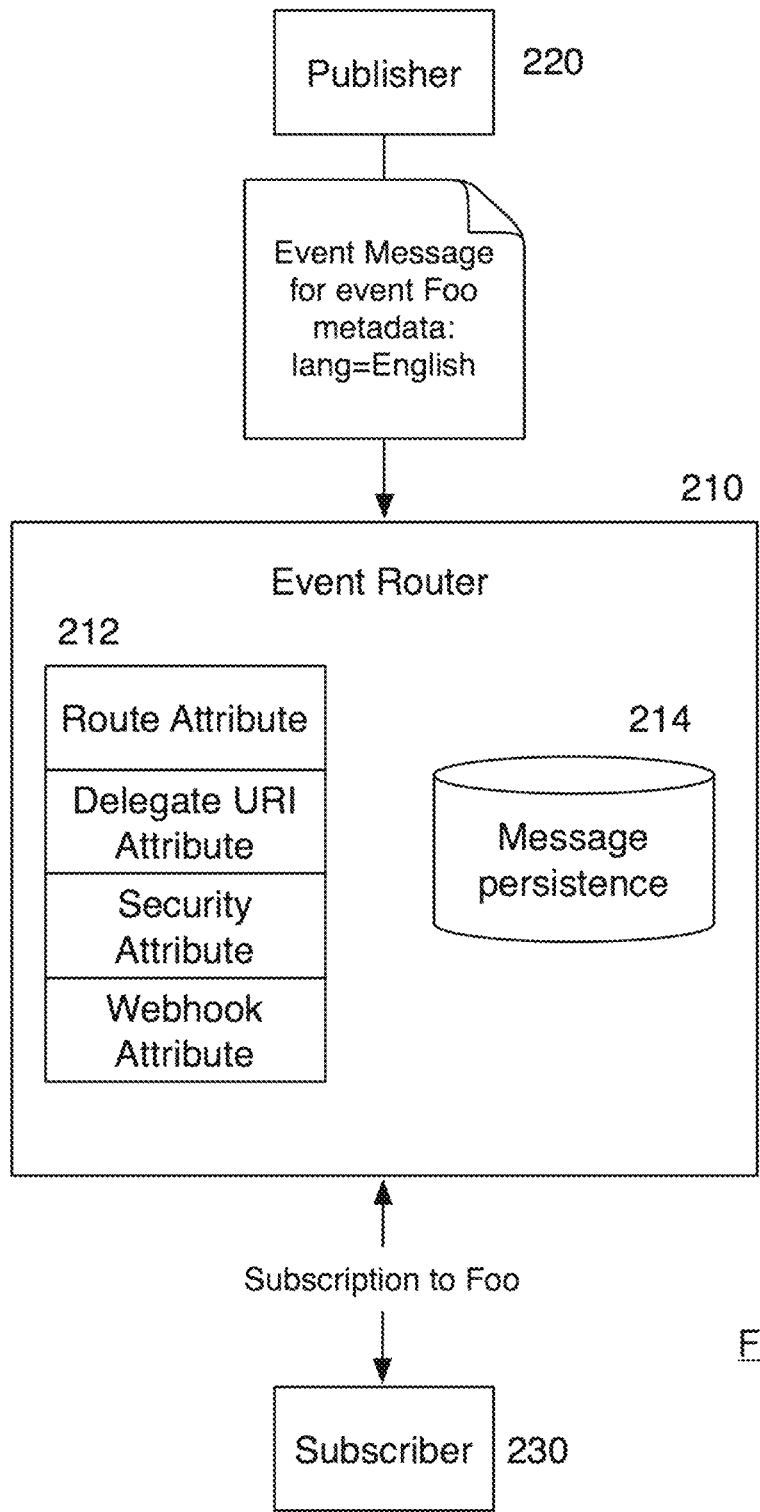 Publisher
220
Event Message
for event Foo
metadata:
lang=English
210
Event Router
212
Route Attribute
214
Delegate URI
Attribute
Message
persistence
Security
Attribute
Webhook
Attribute
Subscription to Foo
F
Subscriber
230